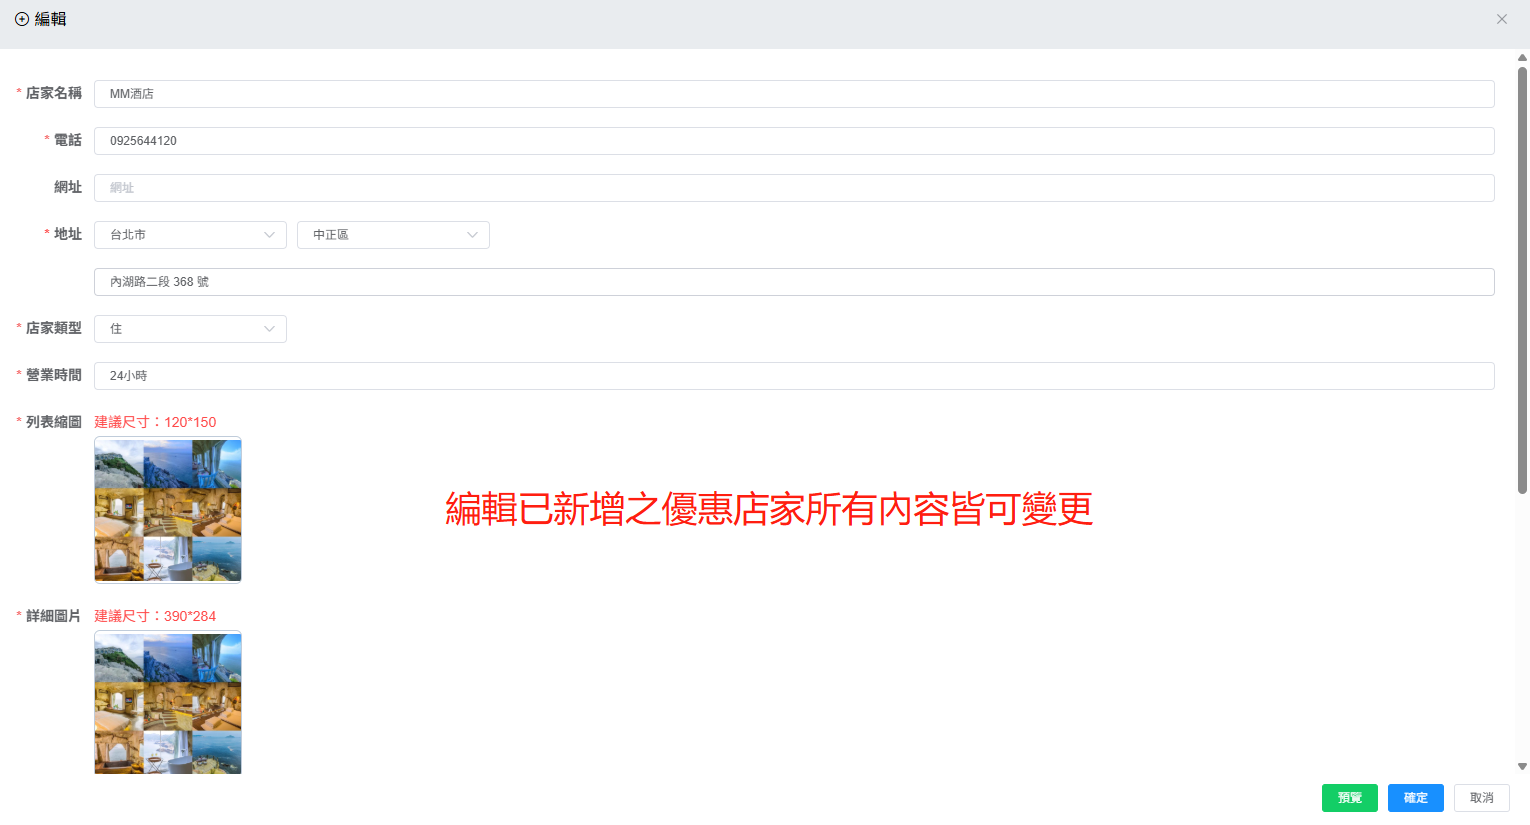 編輯
* 店家名稱 MM酒店
* 電話 0925644120
網址 網址
* 地址 台北市 中正區
內湖路二段 368 號
* 店家類型 住
* 營業時間 24小時
* 列表縮圖 建議尺寸：120*150
編輯已新增之優惠店家所有內容皆可變更
* 詳細圖片 建議尺寸：390*284
預覽 確定 取消